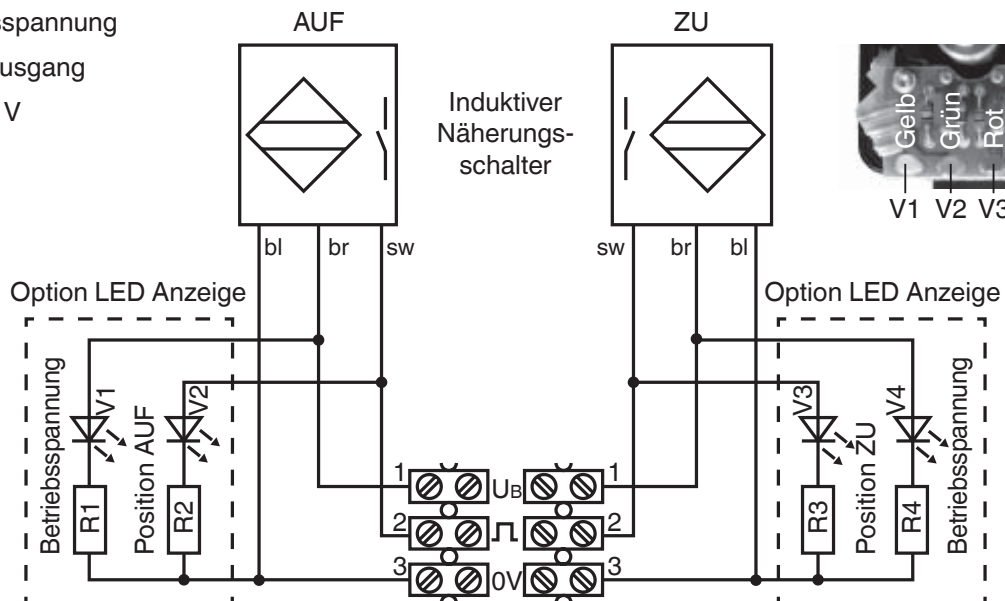 sspannung
usgang
V
AUF
ZU
Induktiver
Näherungs-
schalter
Gelb
Grün
Rot
V1 V2 V3
bl br sw
sw br bl
Option LED Anzeige
Option LED Anzeige
Betriebsspannung
V1
R1
Position AUF
V2
R2
V3
R3
Position ZU
V4
R4
Betriebsspannung
1 UB 1
2 2
3 0V 3